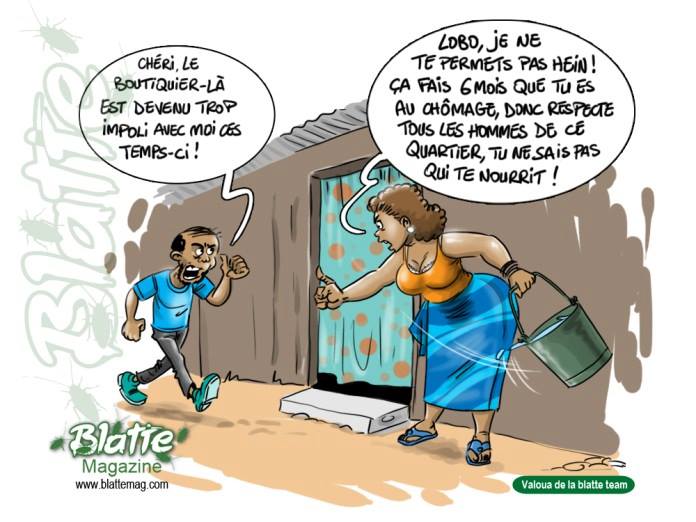 CHÉRI, LE
BOUTIQUIER-LÀ
EST DEVENU TROP
IMPOLI AVEC MOI CES
TEMPS-CI !
LOBO, JE NE
TE PERMETS PAS HEIN !
ÇA FAIS 6 MOIS QUE TU ES
AU CHÔMAGE, DONC RESPECTE
TOUS LES HOMMES DE CE
QUARTIER, TU NE SAIS PAS
QUI TE NOURRIT !
Blatte
Blatte
Magazine
www.blattemag.com
Valoua de la blatte team